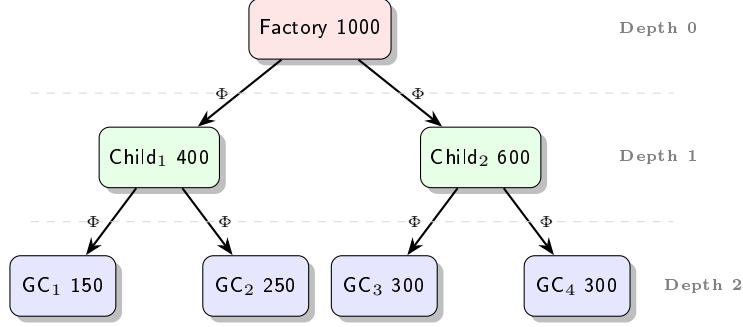 Factory 1000 Depth 0
Φ Φ
Child₁ 400 Child₂ 600 Depth 1
Φ Φ Φ Φ
GC₁ 150 GC₂ 250 GC₃ 300 GC₄ 300 Depth 2